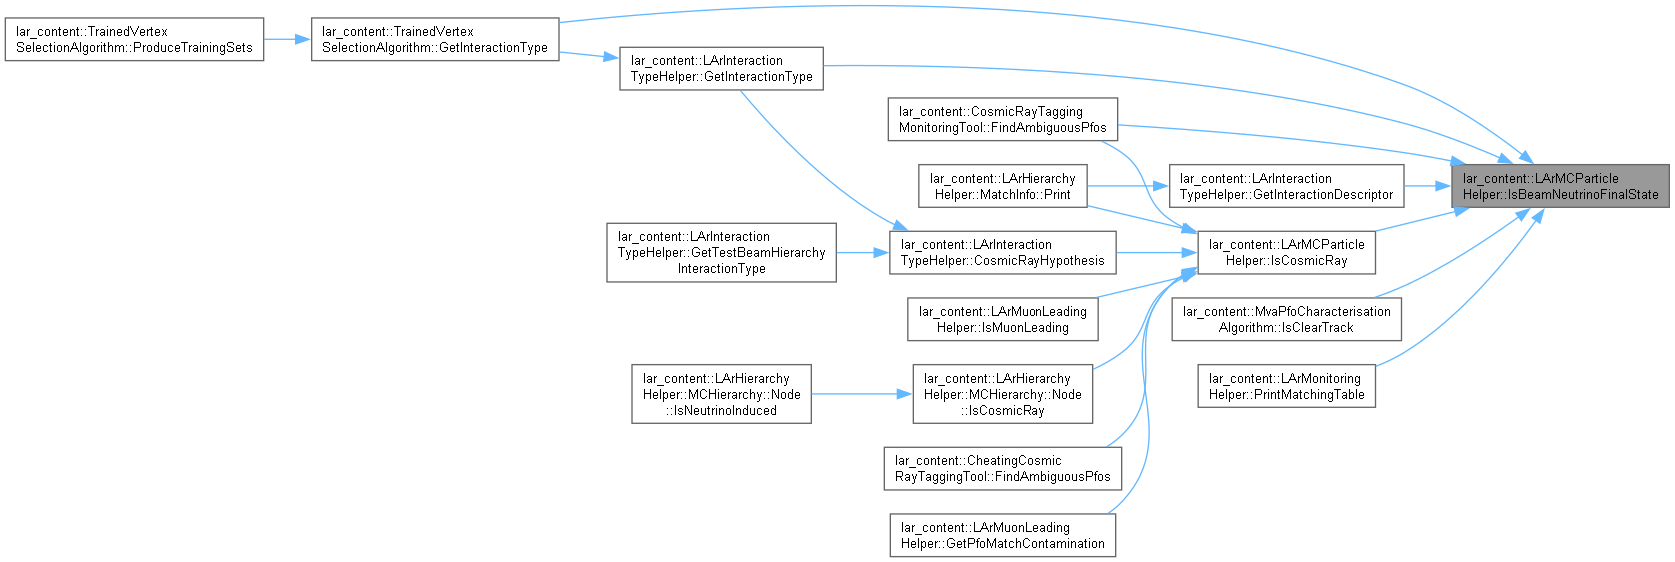 lar_content::TrainedVertex
SelectionAlgorithm::ProduceTrainingSets
lar_content::TrainedVertex
SelectionAlgorithm::GetInteractionType
lar_content::LArInteraction
TypeHelper::GetInteractionType
lar_content::CosmicRayTagging
MonitoringTool::FindAmbiguousPfos
lar_content::LArHierarchy
Helper::MatchInfo::Print
lar_content::LArInteraction
TypeHelper::GetInteractionDescriptor
lar_content::LArMCParticle
Helper::IsBeamNeutrinoFinalState
lar_content::LArInteraction
TypeHelper::GetTestBeamHierarchy
InteractionType
lar_content::LArInteraction
TypeHelper::CosmicRayHypothesis
lar_content::LArMCParticle
Helper::IsCosmicRay
lar_content::LArMuonLeading
Helper::IsMuonLeading
lar_content::MvaPfoCharacterisation
Algorithm::IsClearTrack
lar_content::LArHierarchy
Helper::MCHierarchy::Node
::IsNeutrinoInduced
lar_content::LArHierarchy
Helper::MCHierarchy::Node
::IsCosmicRay
lar_content::LArMonitoring
Helper::PrintMatchingTable
lar_content::CheatingCosmic
RayTaggingTool::FindAmbiguousPfos
lar_content::LArMuonLeading
Helper::GetPfoMatchContamination